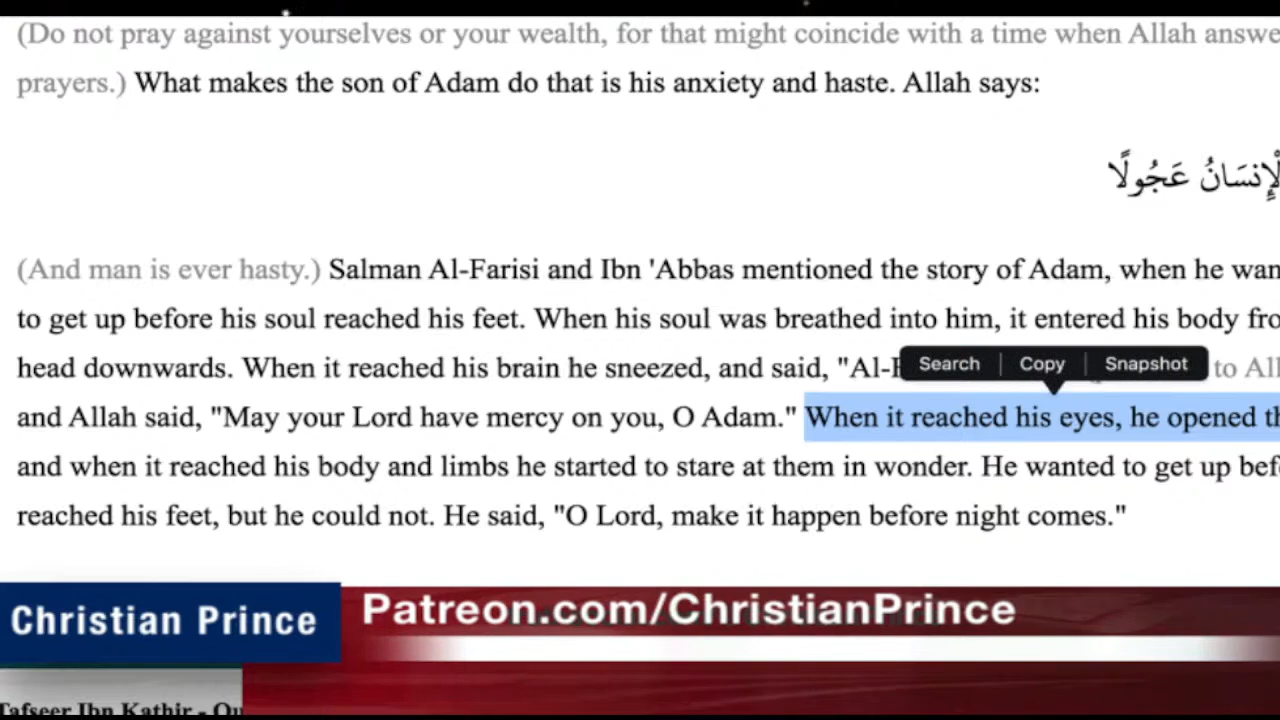 (Do not pray against yourselves or your wealth, for that might coincide with a time when Allah answe
prayers.) What makes the son of Adam do that is his anxiety and haste. Allah says:
الْإِنسَانُ عَجُولًا
(And man is ever hasty.) Salman Al-Farisi and Ibn 'Abbas mentioned the story of Adam, when he wan
to get up before his soul reached his feet. When his soul was breathed into him, it entered his body fro
head downwards. When it reached his brain he sneezed, and said, "Al-H
Search Copy Snapshot
to All
and Allah said, "May your Lord have mercy on you, O Adam." When it reached his eyes, he opened th
and when it reached his body and limbs he started to stare at them in wonder. He wanted to get up befo
reached his feet, but he could not. He said, "O Lord, make it happen before night comes."
Christian Prince
Patreon.com/ChristianPrince
Tafseer Ibn Kathir - Qu